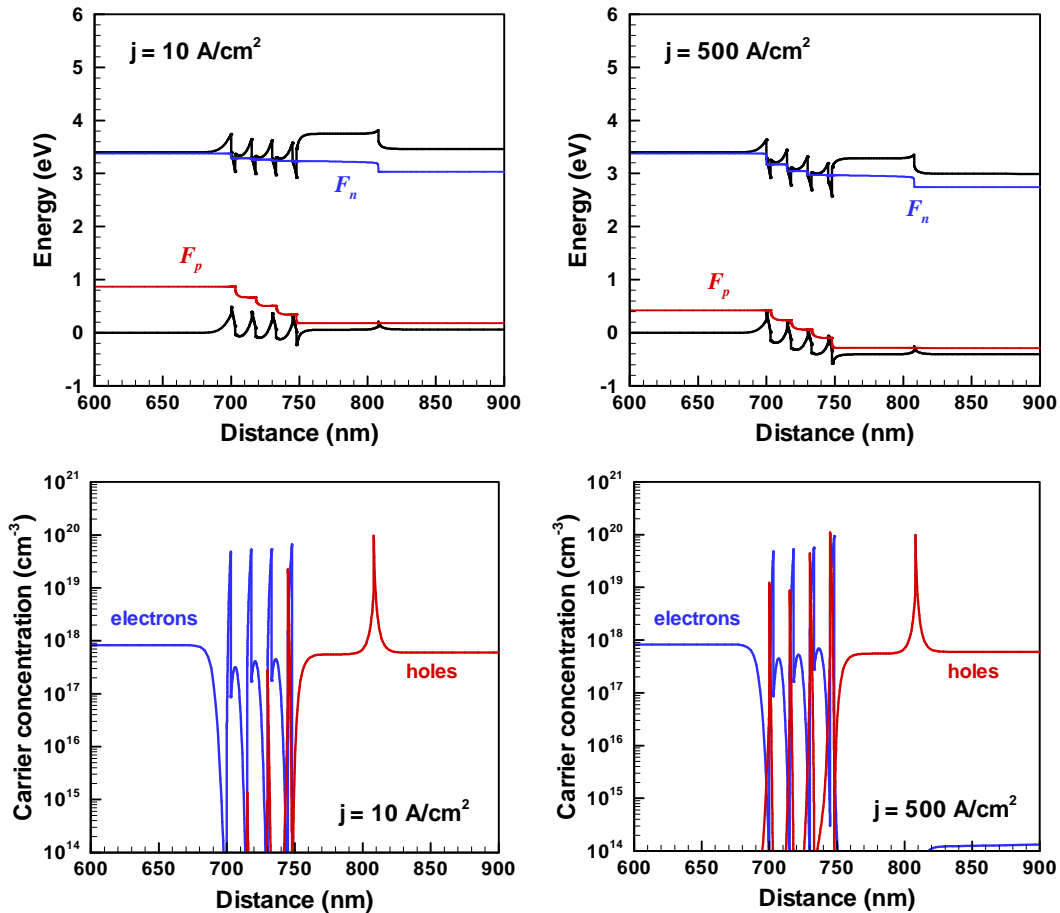 j = 10 A/cm²
Energy (eV)
6
5
4
3
2
1
0
-1
F_n
F_p
600 650 700 750 800 850 900
Distance (nm)
j = 500 A/cm²
Energy (eV)
6
5
4
3
2
1
0
-1
F_n
F_p
600 650 700 750 800 850 900
Distance (nm)
Carrier concentration (cm⁻³)
10²¹
10²⁰
10¹⁹
10¹⁸
10¹⁷
10¹⁶
10¹⁵
10¹⁴
electrons
holes
j = 10 A/cm²
600 650 700 750 800 850 900
Distance (nm)
Carrier concentration (cm⁻³)
10²¹
10²⁰
10¹⁹
10¹⁸
10¹⁷
10¹⁶
10¹⁵
10¹⁴
electrons
holes
j = 500 A/cm²
600 650 700 750 800 850 900
Distance (nm)